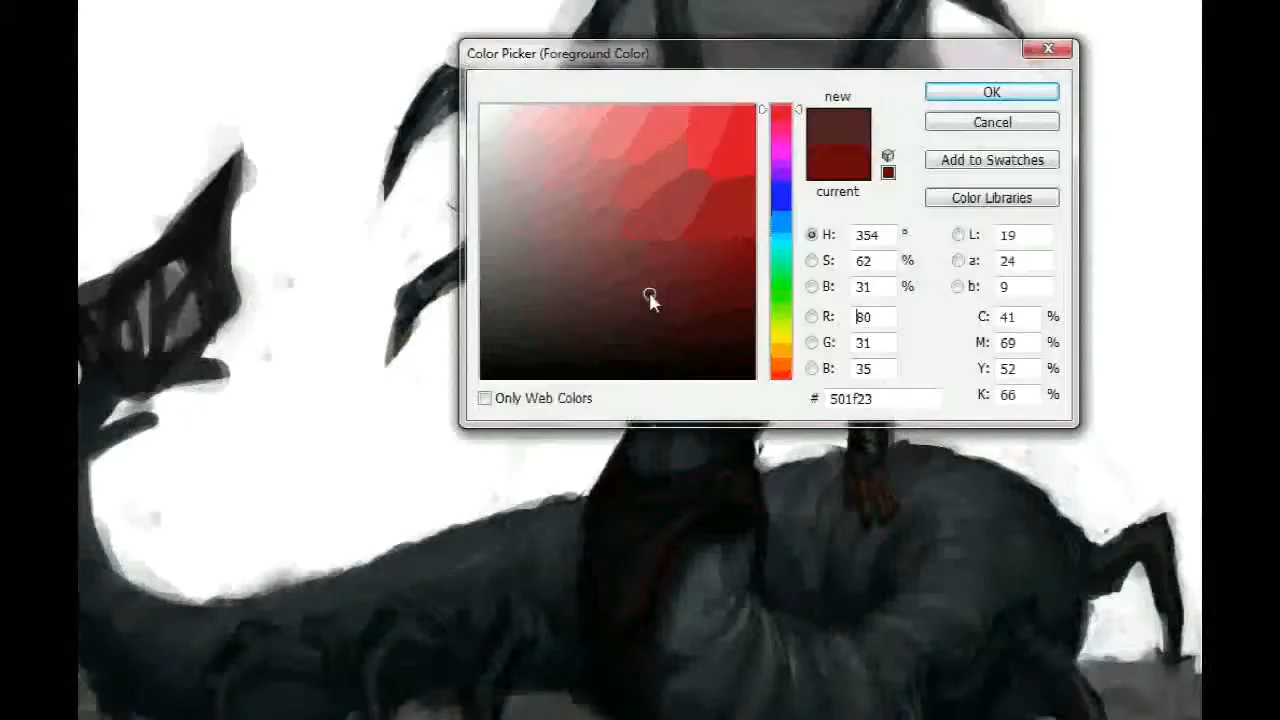 Color Picker (Foreground Color)
new
current
OK
Cancel
Add to Swatches
Color Libraries
H: 354 °
S: 62 %
B: 31 %
R: 80
G: 31
B: 35
L: 19
a: 24
b: 9
C: 41 %
M: 69 %
Y: 52 %
K: 66 %
Only Web Colors
# 501f23